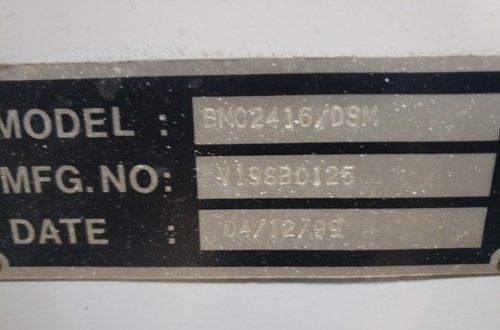 MODEL : BMC2416/DSM
MFG.NO: V198B0125
DATE : 04/12/99